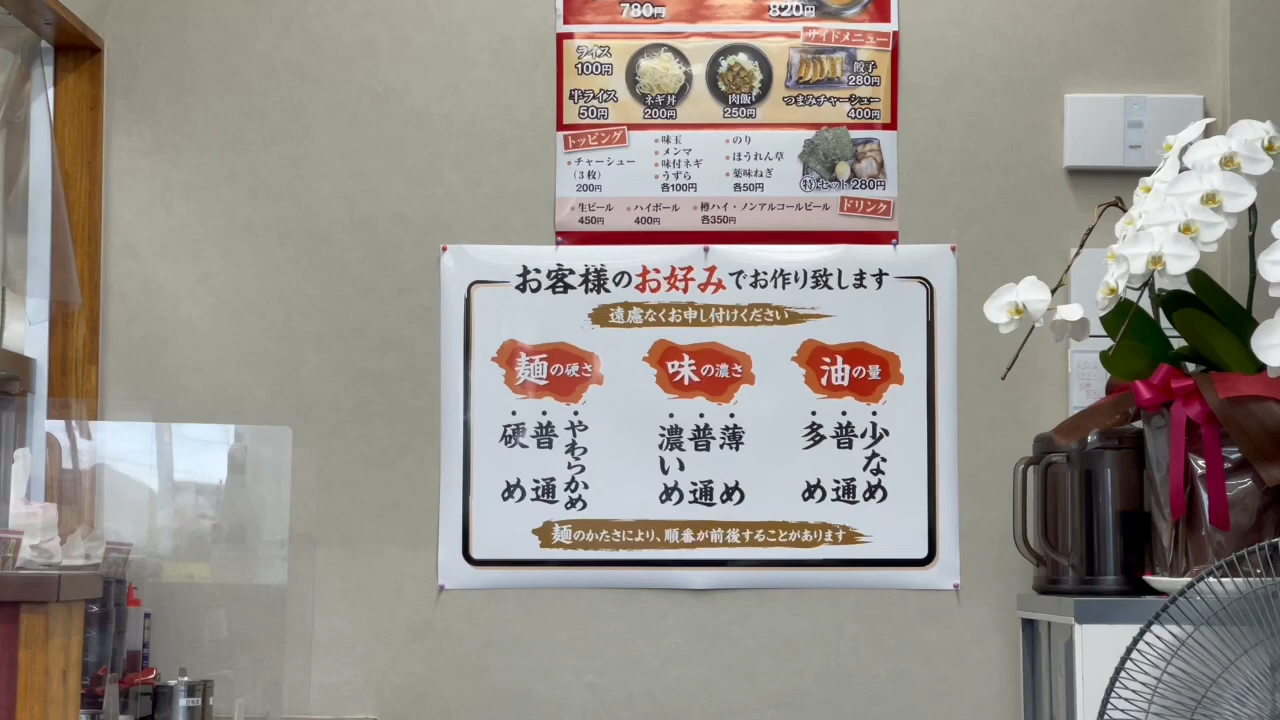 780円
820円
サイドメニュー
ライス
100円
半ライス
50円
ネギ丼
200円
肉飯
250円
餃子
280円
つまみチャーシュー
400円
トッピング
・チャーシュー
(3枚)
200円
・味玉
・メンマ
・味付ネギ
・うずら
各100円
・のり
・ほうれん草
・薬味ねぎ
各50円
特セット280円
・生ビール
450円
・ハイボール
400円
・樽ハイ・ノンアルコールビール
各350円
ドリンク
お客様のお好みでお作り致します
遠慮なくお申し付けください
麺の硬さ
・硬め
・普通
・やわらかめ
味の濃さ
・濃いめ
・普通
・薄め
油の量
・多め
・普通
・少なめ
麺のかたさにより、順番が前後することがあります